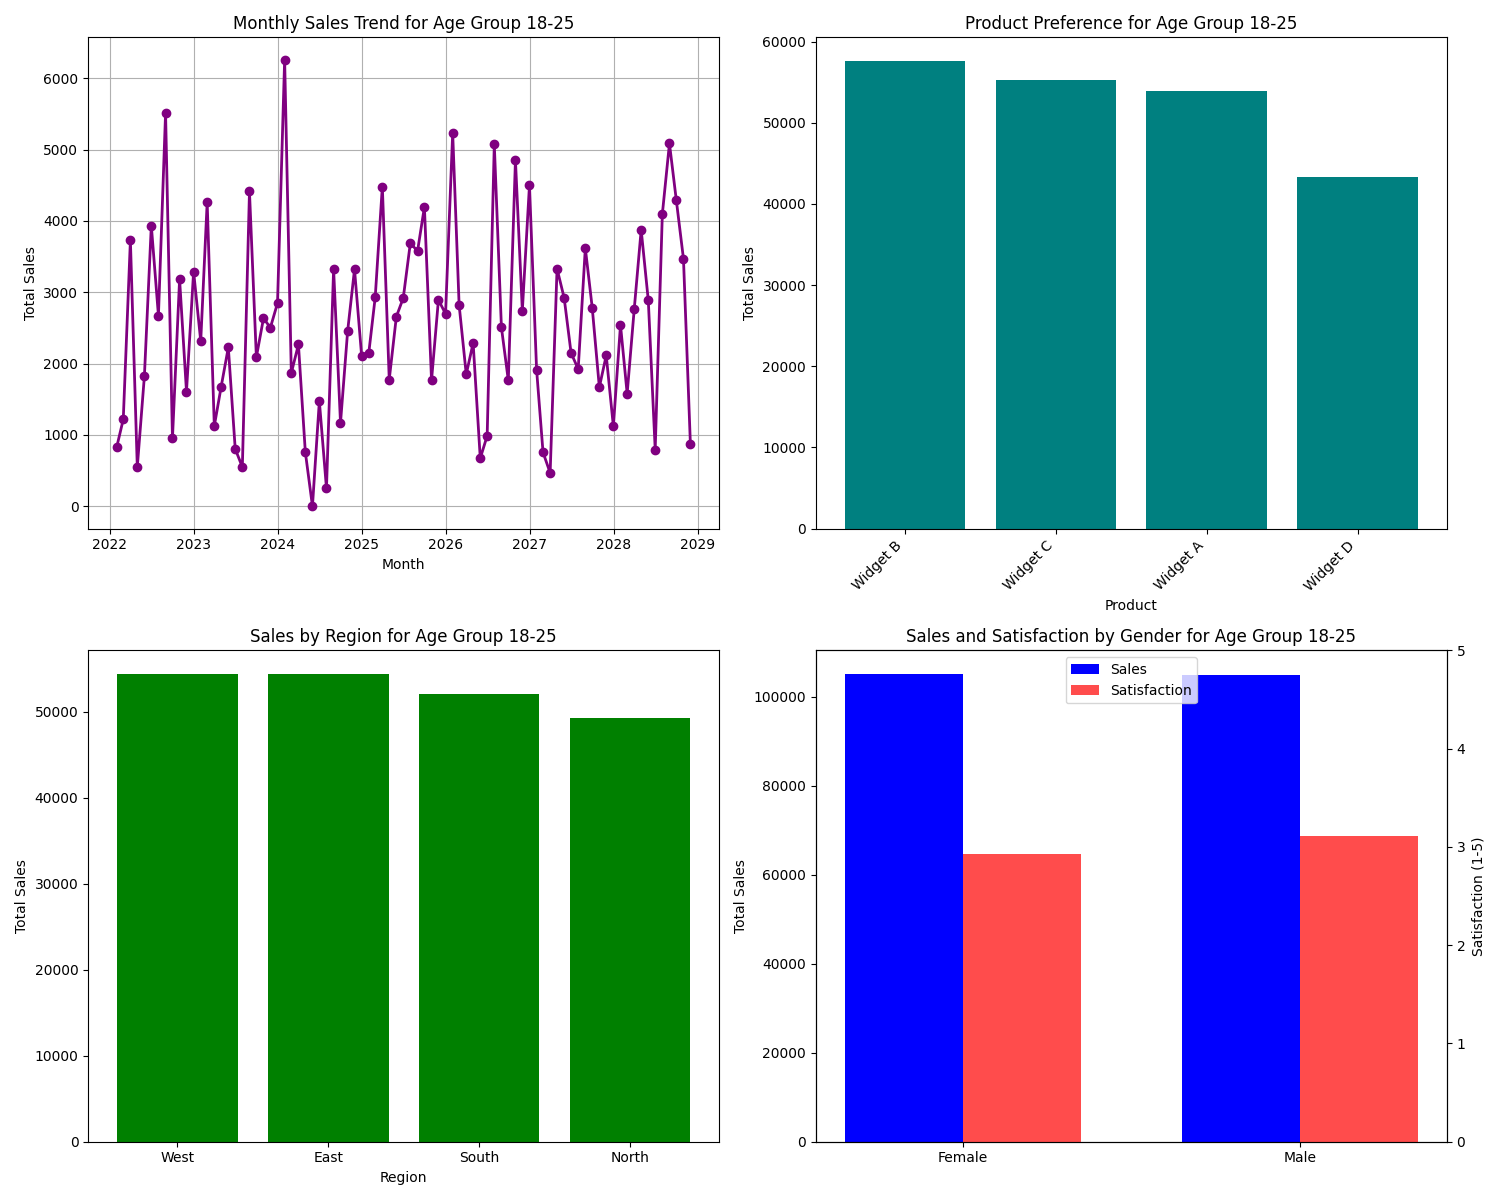 Monthly Sales Trend for Age Group 18-25
Total Sales
6000
5000
4000
3000
2000
1000
0
2022 2023 2024 2025 2026 2027 2028 2029
Month
Product Preference for Age Group 18-25
Total Sales
60000
50000
40000
30000
20000
10000
0
Widget B Widget C Widget A Widget D
Product
Sales by Region for Age Group 18-25
Total Sales
50000
40000
30000
20000
10000
0
West East South North
Region
Sales and Satisfaction by Gender for Age Group 18-25
Sales
Satisfaction
Total Sales
100000
80000
60000
40000
20000
0
Female Male
5
4
3
2
1
0
Satisfaction (1-5)